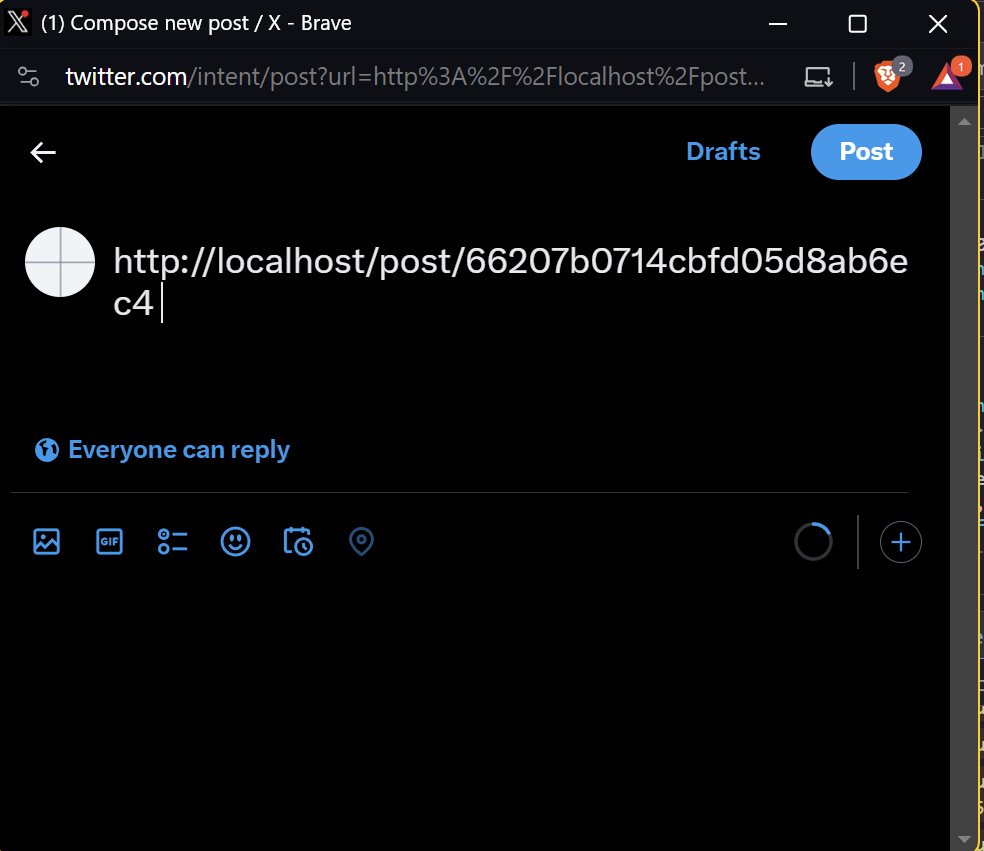 (1) Compose new post / X - Brave
twitter.com/intent/post?url=http%3A%2F%2Flocalhost%2Fpost...
2
1
Drafts
Post
http://localhost/post/66207b0714cbfd05d8ab6e
c4
Everyone can reply
GIF